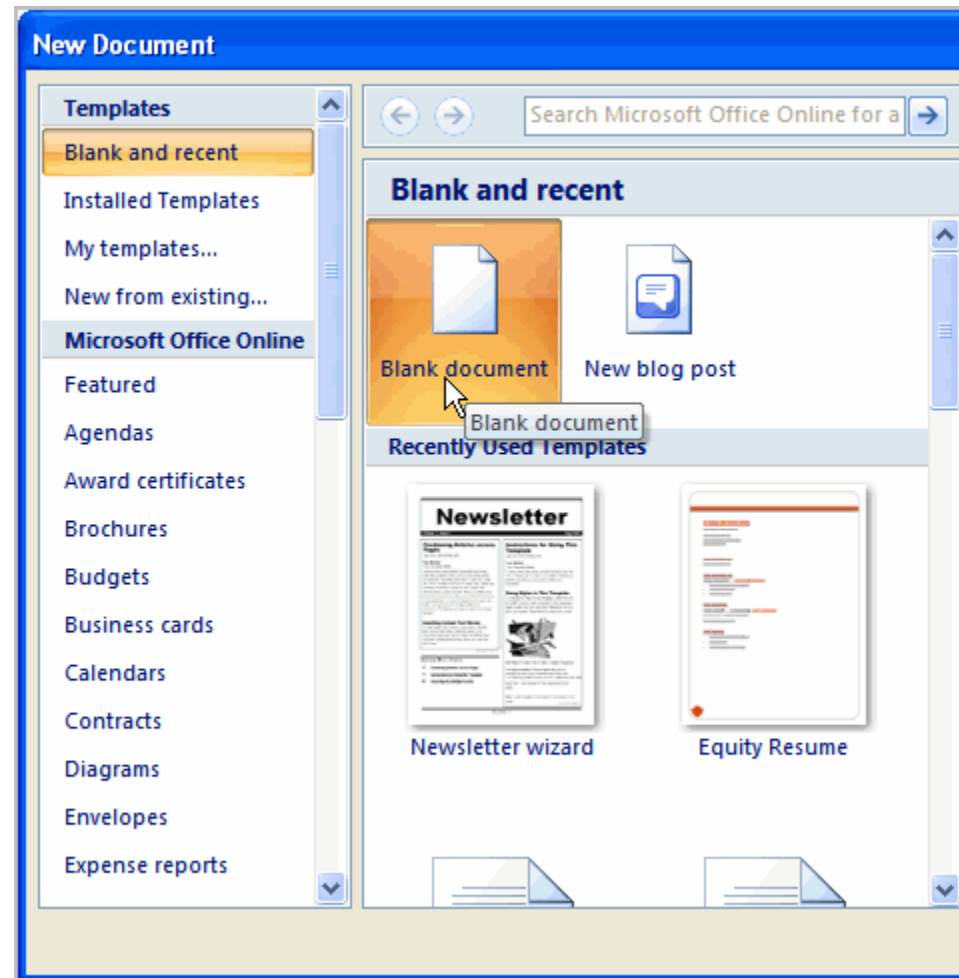 New Document
Templates
Blank and recent
Installed Templates
My templates...
New from existing...
Microsoft Office Online
Featured
Agendas
Award certificates
Brochures
Budgets
Business cards
Calendars
Contracts
Diagrams
Envelopes
Expense reports
Search Microsoft Office Online for a
Blank and recent
Blank document
New blog post
Blank document
Recently Used Templates
Newsletter
Newsletter wizard
Equity Resume